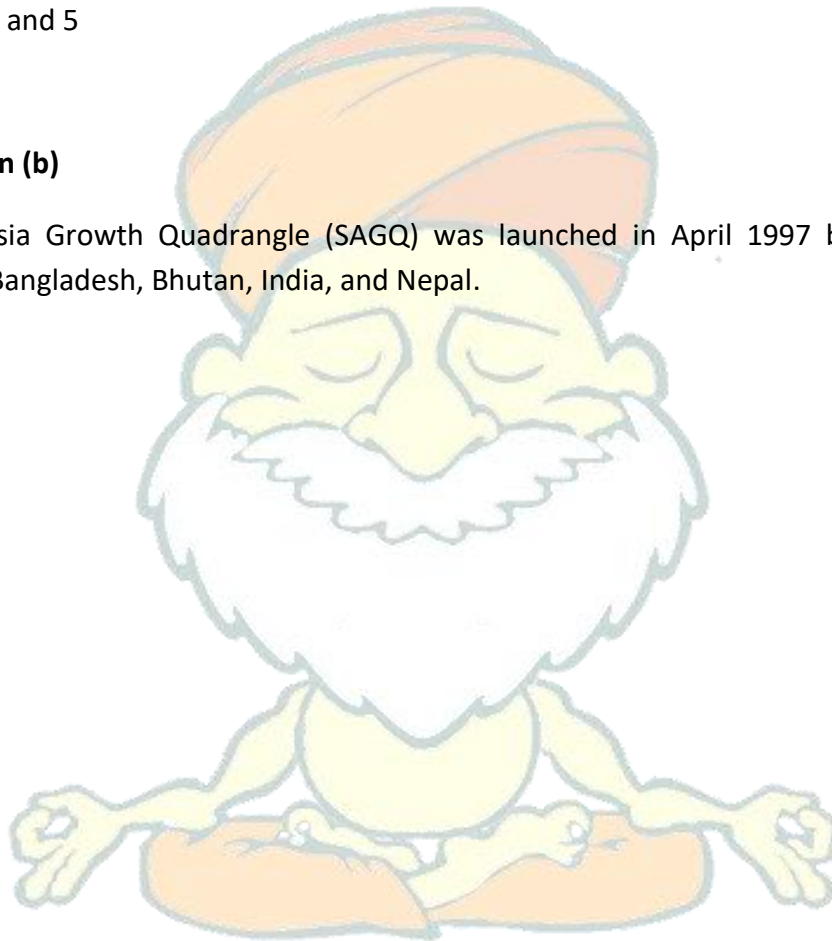 and 5
n (b)
sia Growth Quadrangle (SAGQ) was launched in April 1997 b
Bangladesh, Bhutan, India, and Nepal.